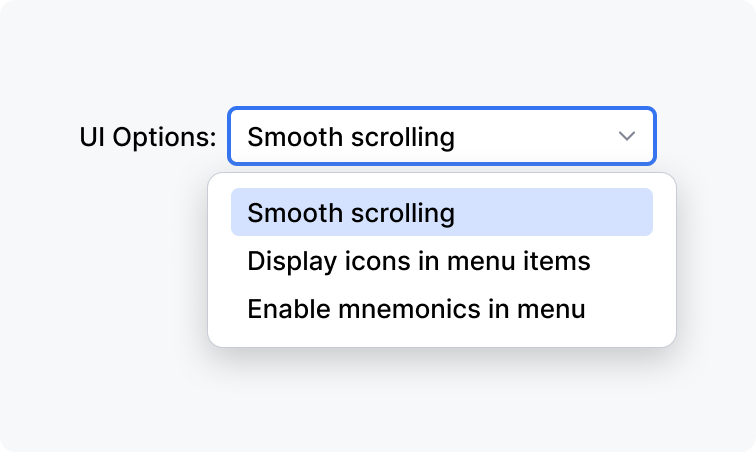 UI Options: Smooth scrolling
Smooth scrolling
Display icons in menu items
Enable mnemonics in menu